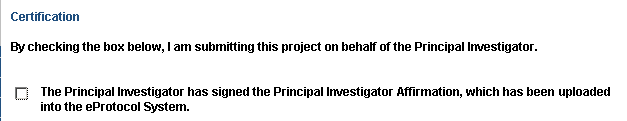 Certification
By checking the box below, I am submitting this project on behalf of the Principal Investigator.
The Principal Investigator has signed the Principal Investigator Affirmation, which has been uploaded
into the eProtocol System.